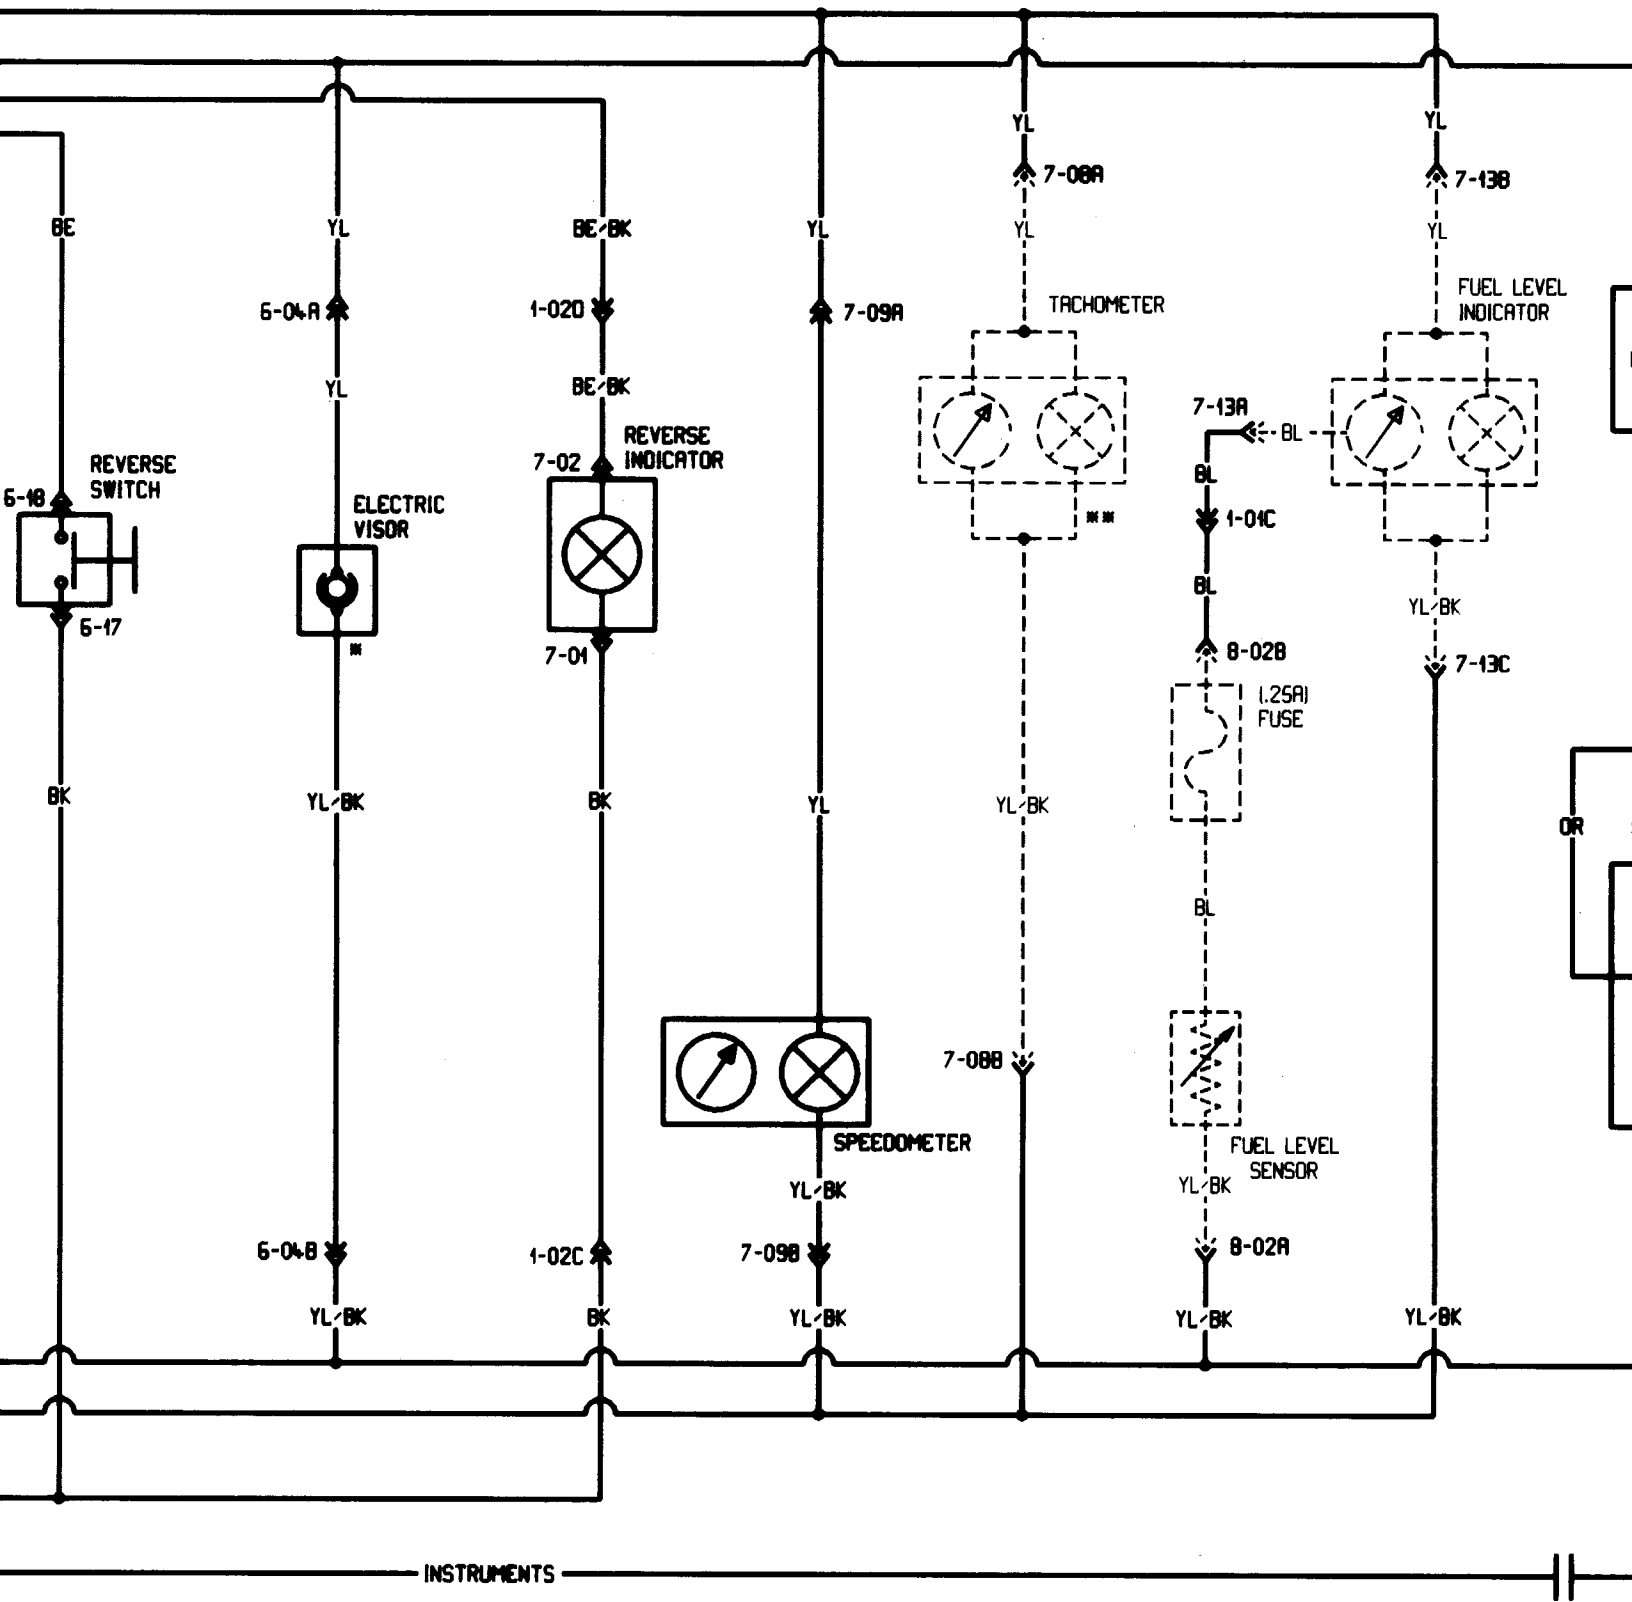 YL
YL
7-08A
7-13B
BE
YL
BE/BK
YL
YL
YL
6-04A
1-02D
7-09A
TACHOMETER
FUEL LEVEL
INDICATOR
YL
BE/BK
7-13A
BL
REVERSE
INDICATOR
7-02
REVERSE
SWITCH
6-18
BL
ELECTRIC
VISOR
**
1-01C
BL
YL/BK
6-17
*
7-01
8-02B
7-13C
(.25A)
FUSE
BK
YL/BK
BK
YL
YL/BK
OR
BL
7-08B
SPEEDOMETER
FUEL LEVEL
SENSOR
YL/BK
YL/BK
6-04B
1-02C
7-09B
8-02A
YL/BK
BK
YL/BK
YL/BK
YL/BK
INSTRUMENTS